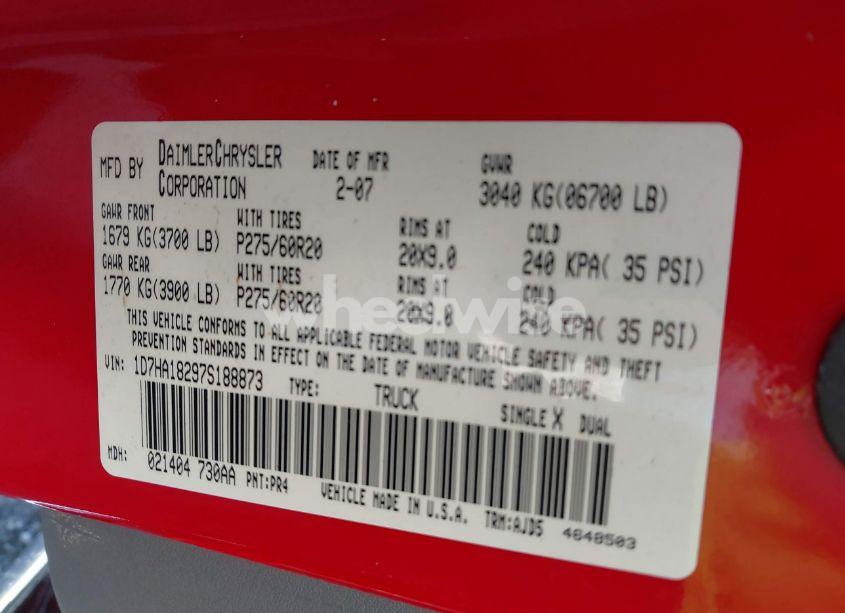 MFD BY DAIMLERCHRYSLER CORPORATION DATE OF MFR 2-07 GVWR 3040 KG(06700 LB)
GAWR FRONT WITH TIRES RIMS AT COLD
1679 KG(3700 LB) P275/60R20 20X9.0 240 KPA( 35 PSI)
GAWR REAR WITH TIRES RIMS AT COLD
1770 KG(3900 LB) P275/60R20 20X9.0 240 KPA( 35 PSI)
THIS VEHICLE CONFORMS TO ALL APPLICABLE FEDERAL MOTOR VEHICLE SAFETY AND THEFT
PREVENTION STANDARDS IN EFFECT ON THE DATE OF MANUFACTURE SHOWN ABOVE.
VIN: 1D7HA18297S188873 TYPE: TRUCK SINGLE X DUAL
MDH: 021404 730AA PNT:PR4 VEHICLE MADE IN U.S.A. TRM:AJD5 4648503
wheelwise